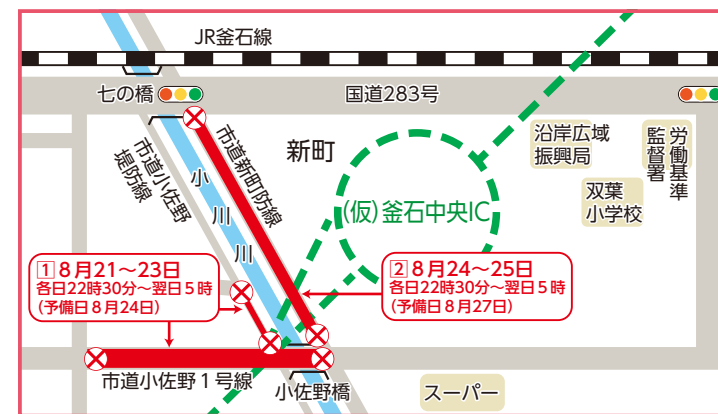 JR釜石線
七の橋
国道283号
市道新町防線
新町
沿岸広域
振興局
労働基準
監督署
市道小佐野
堤防線
小川川
双葉
小学校
(仮)釜石中央IC
1 8月21～23日
各日22時30分～翌日5時
(予備日8月24日)
2 8月24～25日
各日22時30分～翌日5時
(予備日8月27日)
市道小佐野1号線
小佐野橋
スーパー